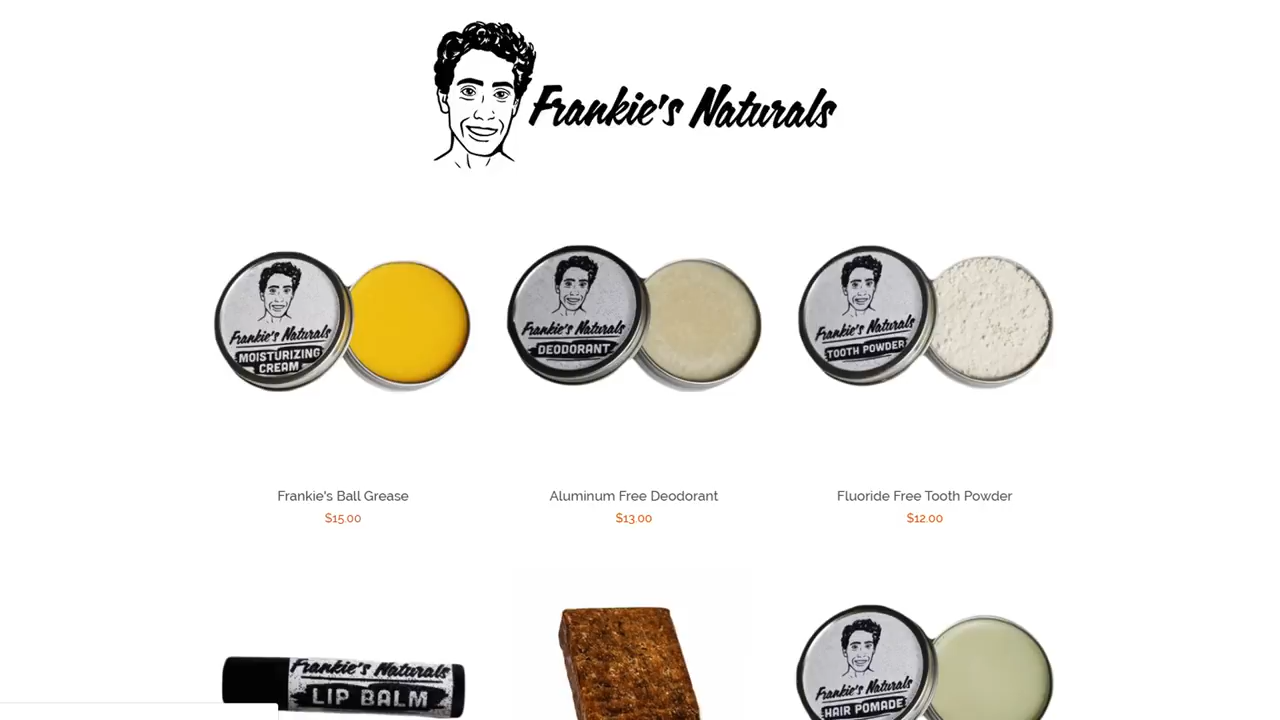 Frankie's Naturals
Frankie's Naturals
MOISTURIZING
CREAM
Frankie's Naturals
DEODORANT
Frankie's Naturals
TOOTH POWDER
Frankie's Ball Grease
$15.00
Aluminum Free Deodorant
$13.00
Fluoride Free Tooth Powder
$12.00
Frankie's Naturals
LIP BALM
Frankie's Naturals
HAIR POMADE